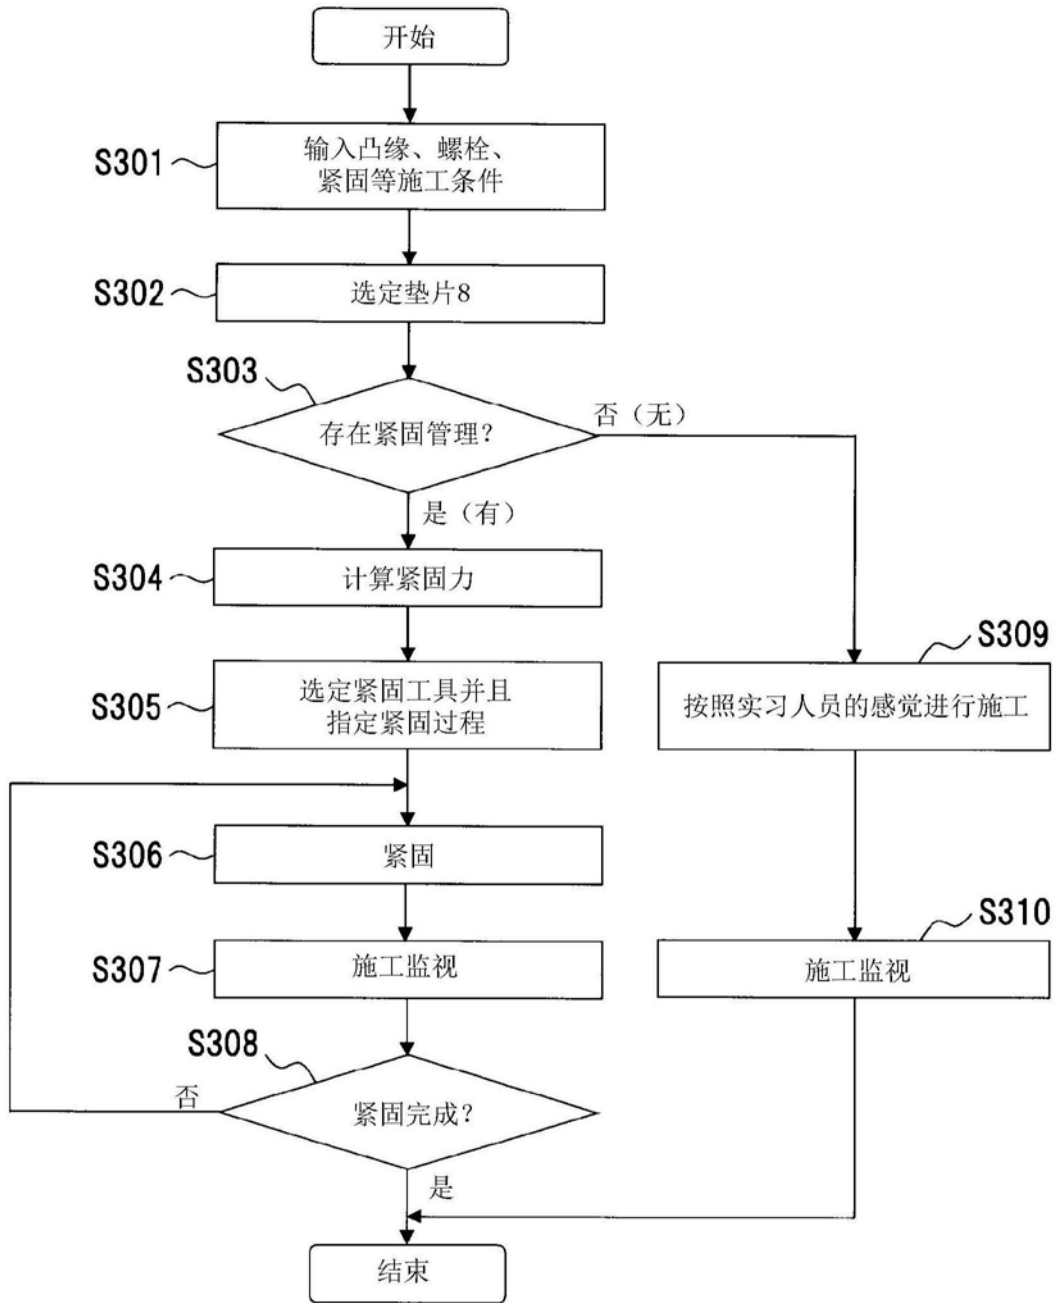 开始
S301
输入凸缘、螺栓、
紧固等施工条件
S302
选定垫片8
S303
存在紧固管理？
否（无）
是（有）
S304
计算紧固力
S305
选定紧固工具并且
指定紧固过程
S309
按照实习人员的感觉进行施工
S306
紧固
S307
施工监视
S310
施工监视
S308
紧固完成？
否
是
结束